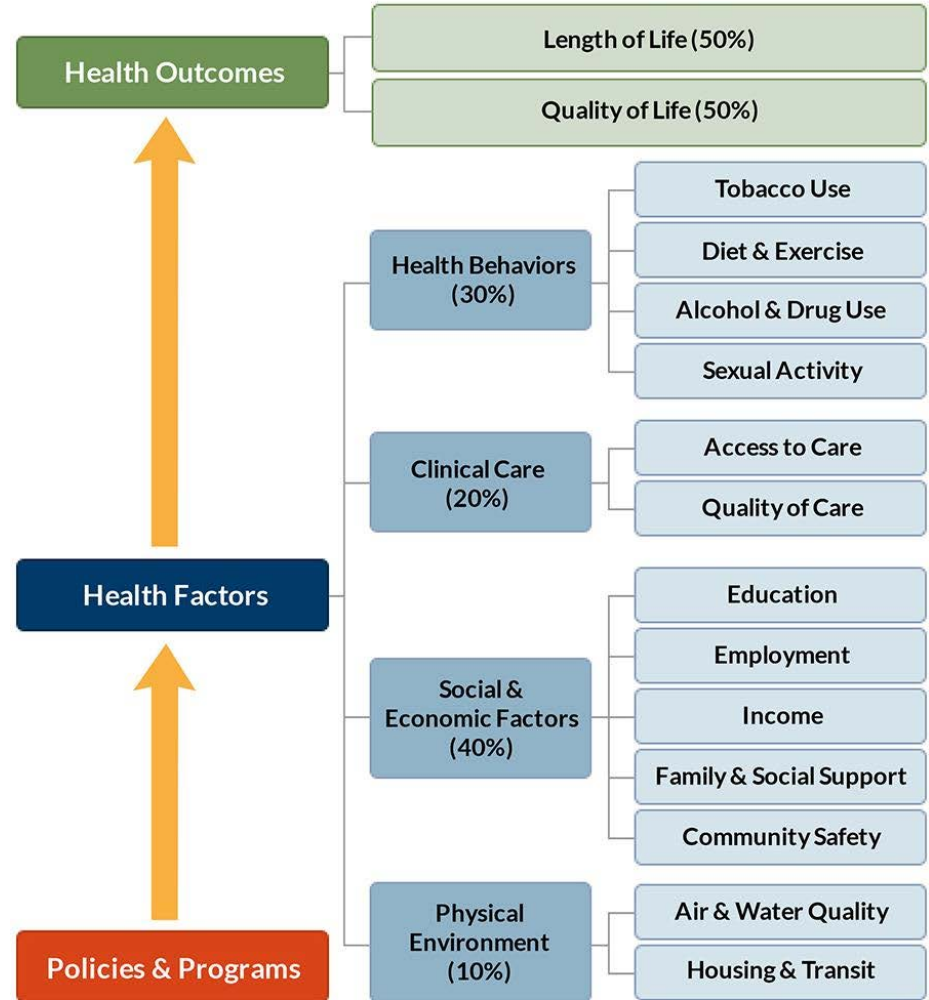 Health Outcomes
Length of Life (50%)
Quality of Life (50%)
Health Factors
Health Behaviors
(30%)
Tobacco Use
Diet & Exercise
Alcohol & Drug Use
Sexual Activity
Clinical Care
(20%)
Access to Care
Quality of Care
Social &
Economic Factors
(40%)
Education
Employment
Income
Family & Social Support
Community Safety
Physical
Environment
(10%)
Air & Water Quality
Housing & Transit
Policies & Programs